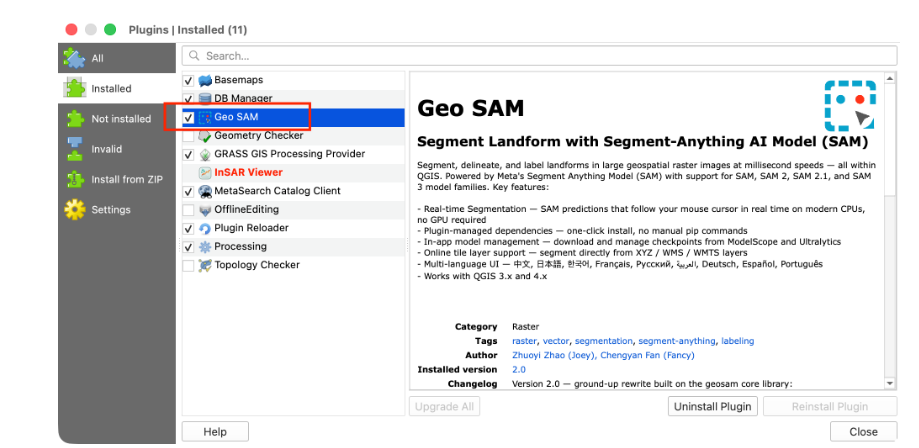 Plugins | Installed (11)
All
Installed
Not installed
Invalid
Install from ZIP
Settings
Search...
Basemaps
DB Manager
Geo SAM
Geometry Checker
GRASS GIS Processing Provider
InSAR Viewer
MetaSearch Catalog Client
OfflineEditing
Plugin Reloader
Processing
Topology Checker
Geo SAM
Segment Landform with Segment-Anything AI Model (SAM)
Segment, delineate, and label landforms in large geospatial raster images at millisecond speeds — all within
QGIS. Powered by Meta's Segment Anything Model (SAM) with support for SAM, SAM 2, SAM 2.1, and SAM
3 model families. Key features:
- Real-time Segmentation — SAM predictions that follow your mouse cursor in real time on modern CPUs,
no GPU required
- Plugin-managed dependencies — one-click install, no manual pip commands
- In-app model management — download and manage checkpoints from ModelScope and Ultralytics
- Online tile layer support — segment directly from XYZ / WMS / WMTS layers
- Multi-language UI — 中文, 日本語, 한국어, Français, Русский, العربية, Deutsch, Español, Português
- Works with QGIS 3.x and 4.x
Category Raster
Tags raster, vector, segmentation, segment-anything, labeling
Author Zhuoyi Zhao (Joey), Chengyan Fan (Fancy)
Installed version 2.0
Changelog Version 2.0 — ground-up rewrite built on the geosam core library:
Upgrade All
Uninstall Plugin
Reinstall Plugin
Help
Close